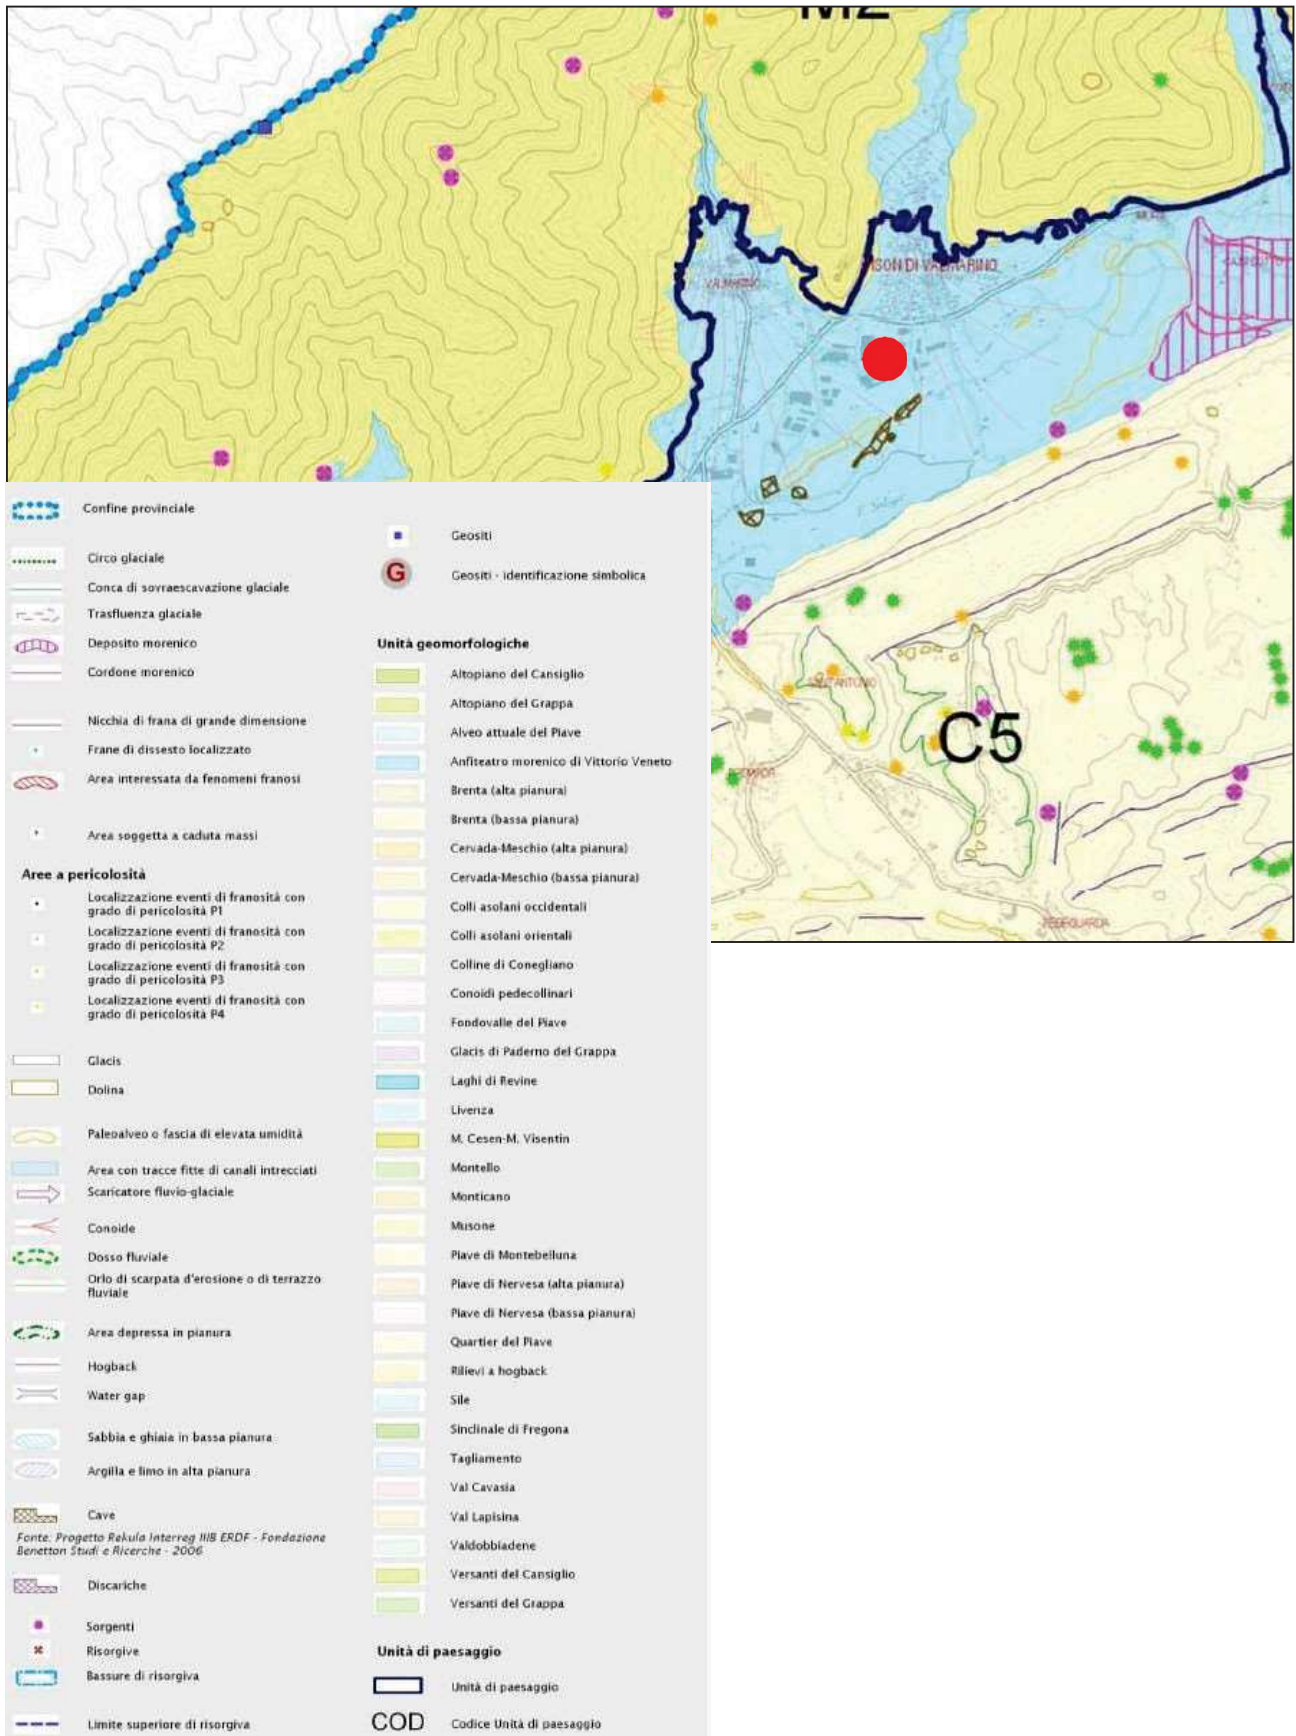 M2
VALMARINO
ISON DI VALMARINO
C5
Confine provinciale
Circo glaciale
Conca di sovraescavazione glaciale
Trasfluenza glaciale
Deposito morenico
Cordone morenico
Nicchia di frana di grande dimensione
Frane di dissesto localizzato
Area interessata da fenomeni franosi
Area soggetta a caduta massi
Aree a pericolosità
Localizzazione eventi di franosità con
grado di pericolosità P1
Localizzazione eventi di franosità con
grado di pericolosità P2
Localizzazione eventi di franosità con
grado di pericolosità P3
Localizzazione eventi di franosità con
grado di pericolosità P4
Glacis
Dolina
Paleoalveo o fascia di elevata umidità
Area con tracce fitte di canali intrecciati
Scaricatore fluvio-glaciale
Conoide
Dosso fluviale
Orlo di scarpata d'erosione o di terrazzo
fluviale
Area depressa in pianura
Hogback
Water gap
Sabbia e ghiaia in bassa pianura
Argilla e limo in alta pianura
Cave
Fonte: Progetto Rekula Interreg IIIB ERDF - Fondazione
Benetton Studi e Ricerche - 2006
Discariche
Sorgenti
Risorgive
Bassure di risorgiva
Limite superiore di risorgiva
Geositi
G
Geositi - identificazione simbolica
Unità geomorfologiche
Altopiano del Cansiglio
Altopiano del Grappa
Alveo attuale del Piave
Anfiteatro morenico di Vittorio Veneto
Brenta (alta pianura)
Brenta (bassa pianura)
Cervada-Meschio (alta pianura)
Cervada-Meschio (bassa pianura)
Colli asolani occidentali
Colli asolani orientali
Colline di Conegliano
Conoidi pedecollinari
Fondovalle del Piave
Glacis di Paderno del Grappa
Laghi di Revine
Livenza
M. Cesen-M. Visentin
Montello
Monticano
Musone
Piave di Montebelluna
Piave di Nervesa (alta pianura)
Piave di Nervesa (bassa pianura)
Quartier del Piave
Rilievi a hogback
Sile
Sinclinale di Fregona
Tagliamento
Val Cavasia
Val Lapisina
Valdobbiadene
Versanti del Cansiglio
Versanti del Grappa
Unità di paesaggio
Unità di paesaggio
COD
Codice Unità di paesaggio